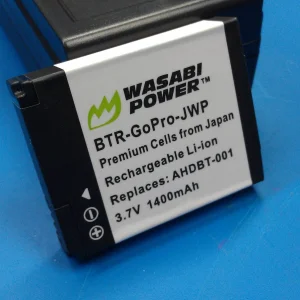 WASABI
POWER™
BTR-GoPro-JWP
Premium Cells from Japan
Rechargeable Li-ion
Replaces: AHDBT-001
3.7V 1400mAh